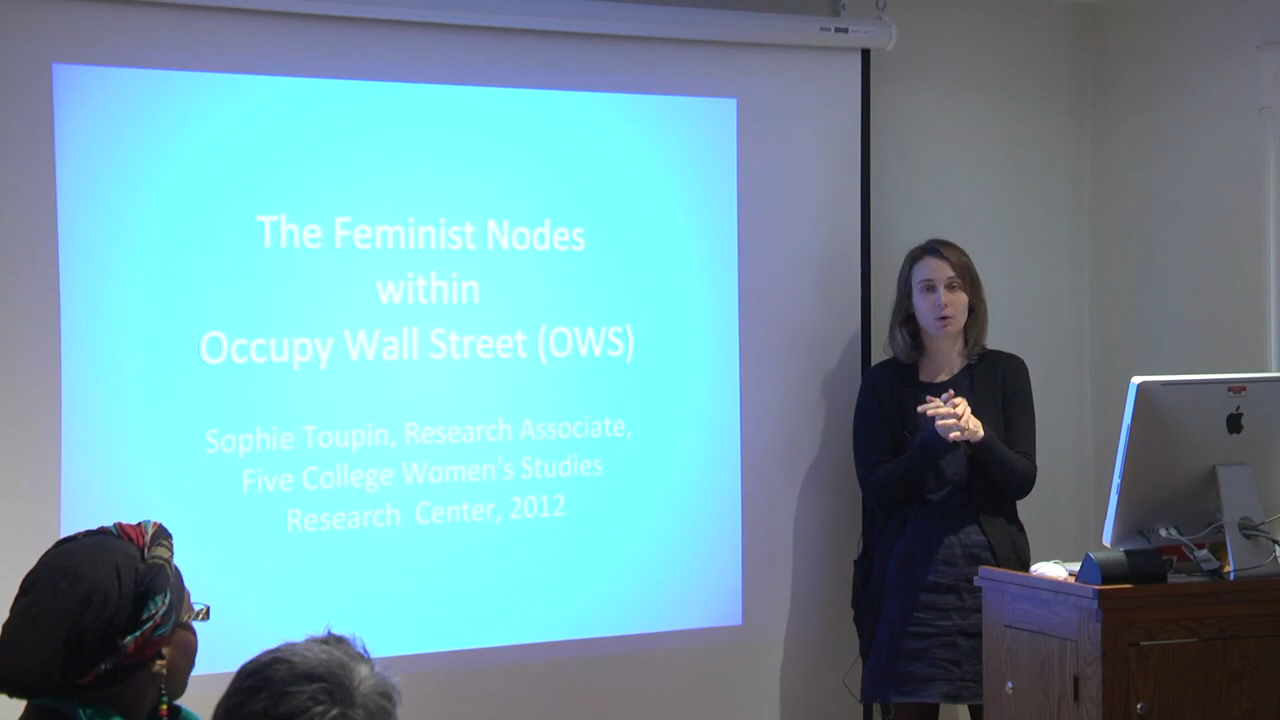 The Feminist Nodes
within
Occupy Wall Street (OWS)
Sophie Toupin, Research Associate,
Five College Women's Studies
Research Center, 2012